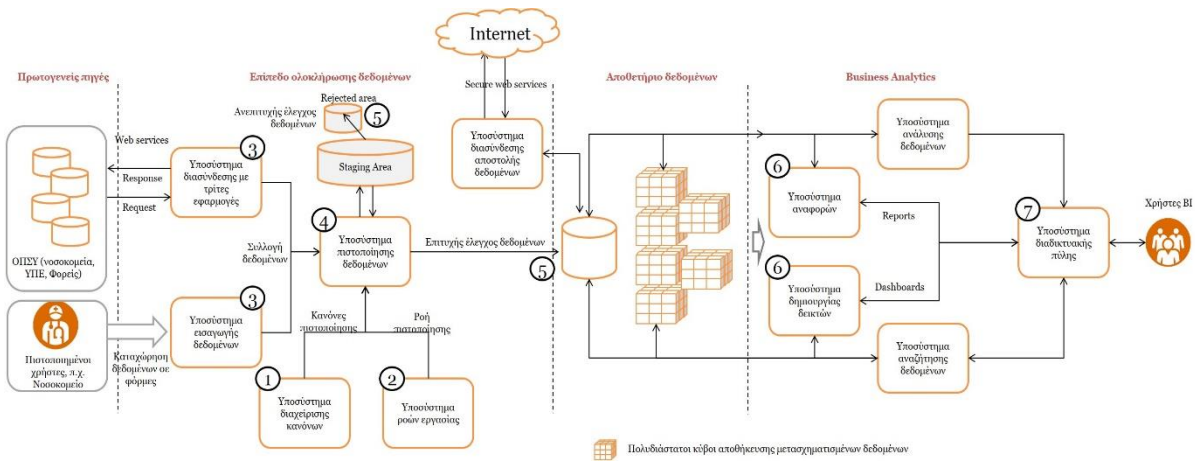 Internet
Πρωτογενείς πηγές
Επίπεδο ολοκλήρωσης δεδομένων
Αποθετήριο δεδομένων
Business Analytics
Secure web services
Rejected area
Ανεπιτυχής έλεγχος
δεδομένων
5
Staging Area
Web services
Response
Request
3
Υποσύστημα
διασύνδεσης με
τρίτες
εφαρμογές
Υποσύστημα
διασύνδεσης
αποστολής
δεδομένων
Υποσύστημα
ανάλυσης
δεδομένων
6
Υποσύστημα
αναφορών
Reports
ΟΠΣΥ (νοσοκομεία,
ΥΠΕ, Φορείς)
Συλλογή
δεδομένων
4
Υποσύστημα
πιστοποίησης
δεδομένων
Επιτυχής έλεγχος δεδομένων
5
7
Υποσύστημα
διαδικτυακής
πύλης
Χρήστες BI
6
Υποσύστημα
δημιουργίας
δεικτών
Dashboards
Πιστοποιημένοι
χρήστες, π.χ.
Νοσοκομείο
Καταχώρηση
δεδομένων σε
φόρμες
3
Υποσύστημα
εισαγωγής
δεδομένων
Κανόνες
πιστοποίησης
Ροή
πιστοποίησης
Υποσύστημα
αναζήτησης
δεδομένων
1
Υποσύστημα
διαχείρισης
κανόνων
2
Υποσύστημα
ροών εργασίας
Πολυδιάστατοι κύβοι αποθήκευσης μετασχηματισμένων δεδομένων